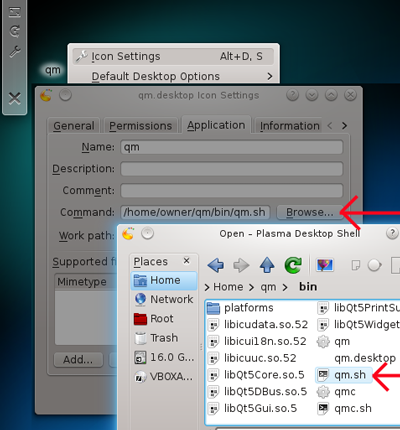 Icon Settings Alt+D, S
qm
Default Desktop Options
qm.desktop Icon Settings
General Permissions Application Information
Name: qm
Description:
Comment:
Command: /home/owner/qm/bin/qm.sh Browse...
Work path:
Open – Plasma Desktop Shell
Supported f
Mimetype
Add...
Places
Home
Network
Root
Trash
16.0 G...
VBOXA...
Home qm bin
platforms
libicudata.so.52
libicui18n.so.52
libicuuc.so.52
libQt5Core.so.5
libQt5DBus.so.5
libQt5Gui.so.5
libQt5PrintSu
libQt5Widget
qm
qm.desktop
qm.sh
qmc
qmc.sh